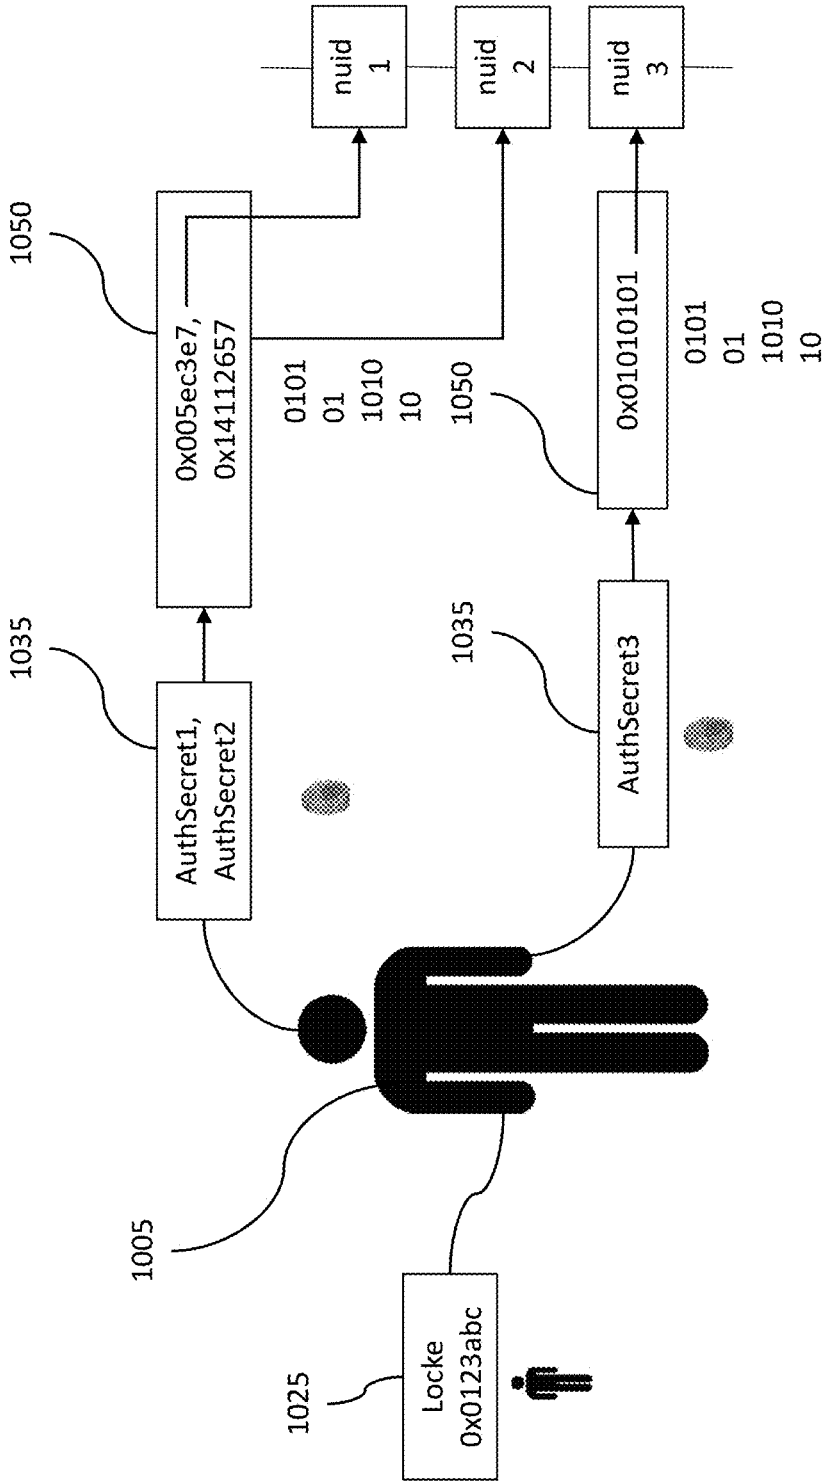 1050
1035
1005
1025
Locke
0x0123abc
AuthSecret1,
AuthSecret2
0x005ec3e7,
0x14112657
0101
01
1010
10
nuid
1
nuid
2
1050
1035
AuthSecret3
0x01010101
0101
01
1010
10
nuid
3